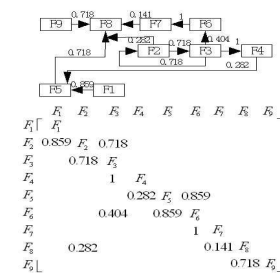 0.718 0.141 1
F9 F8 F7 F6
0.282 0.404
F2 0.718 F3 1 F4
0.718 0.718 0.282
0.859
F5 F1
F1 F2 F3 F4 F5 F6 F7 F8 F9
F1 F1
F2 0.859 F2 0.718
F3 0.718 F3
F4 1 F4
F5 0.282 F5 0.859
F6 0.404 0.859 F6
F7 1 F7
F8 0.282 0.141 F8
F9 0.718 F9